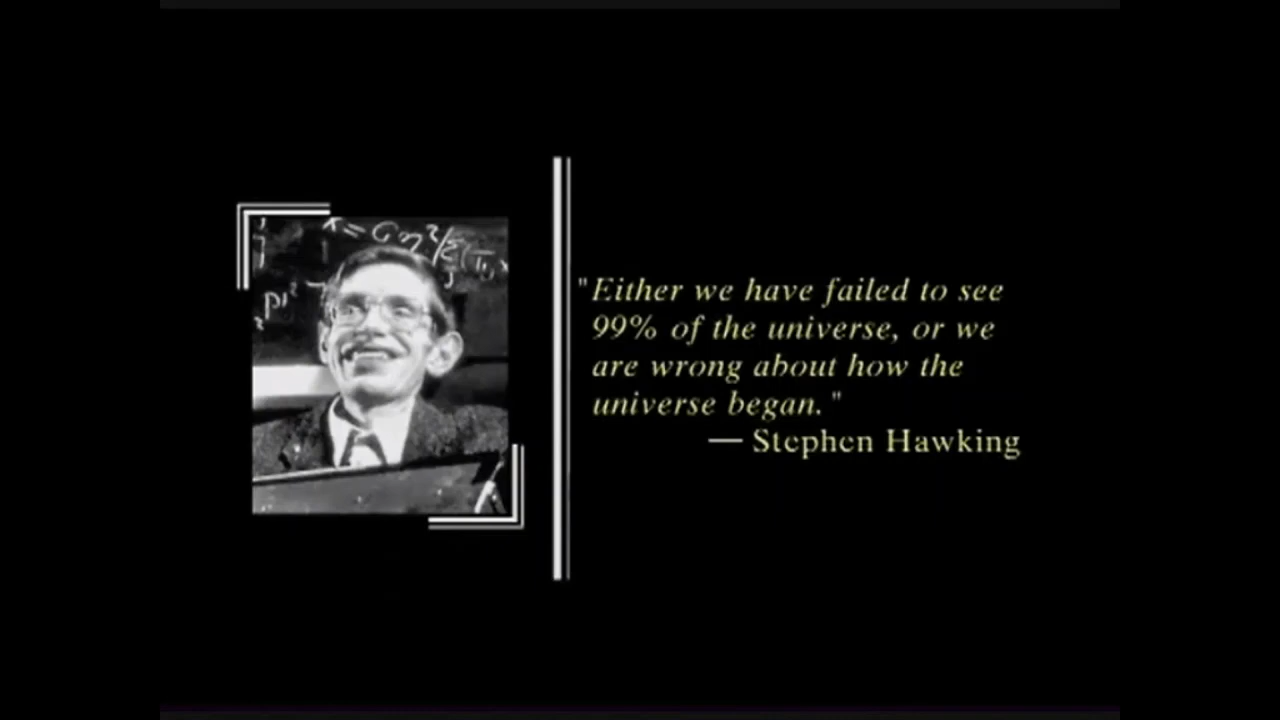 "Either we have failed to see
99% of the universe, or we
are wrong about how the
universe began."
— Stephen Hawking